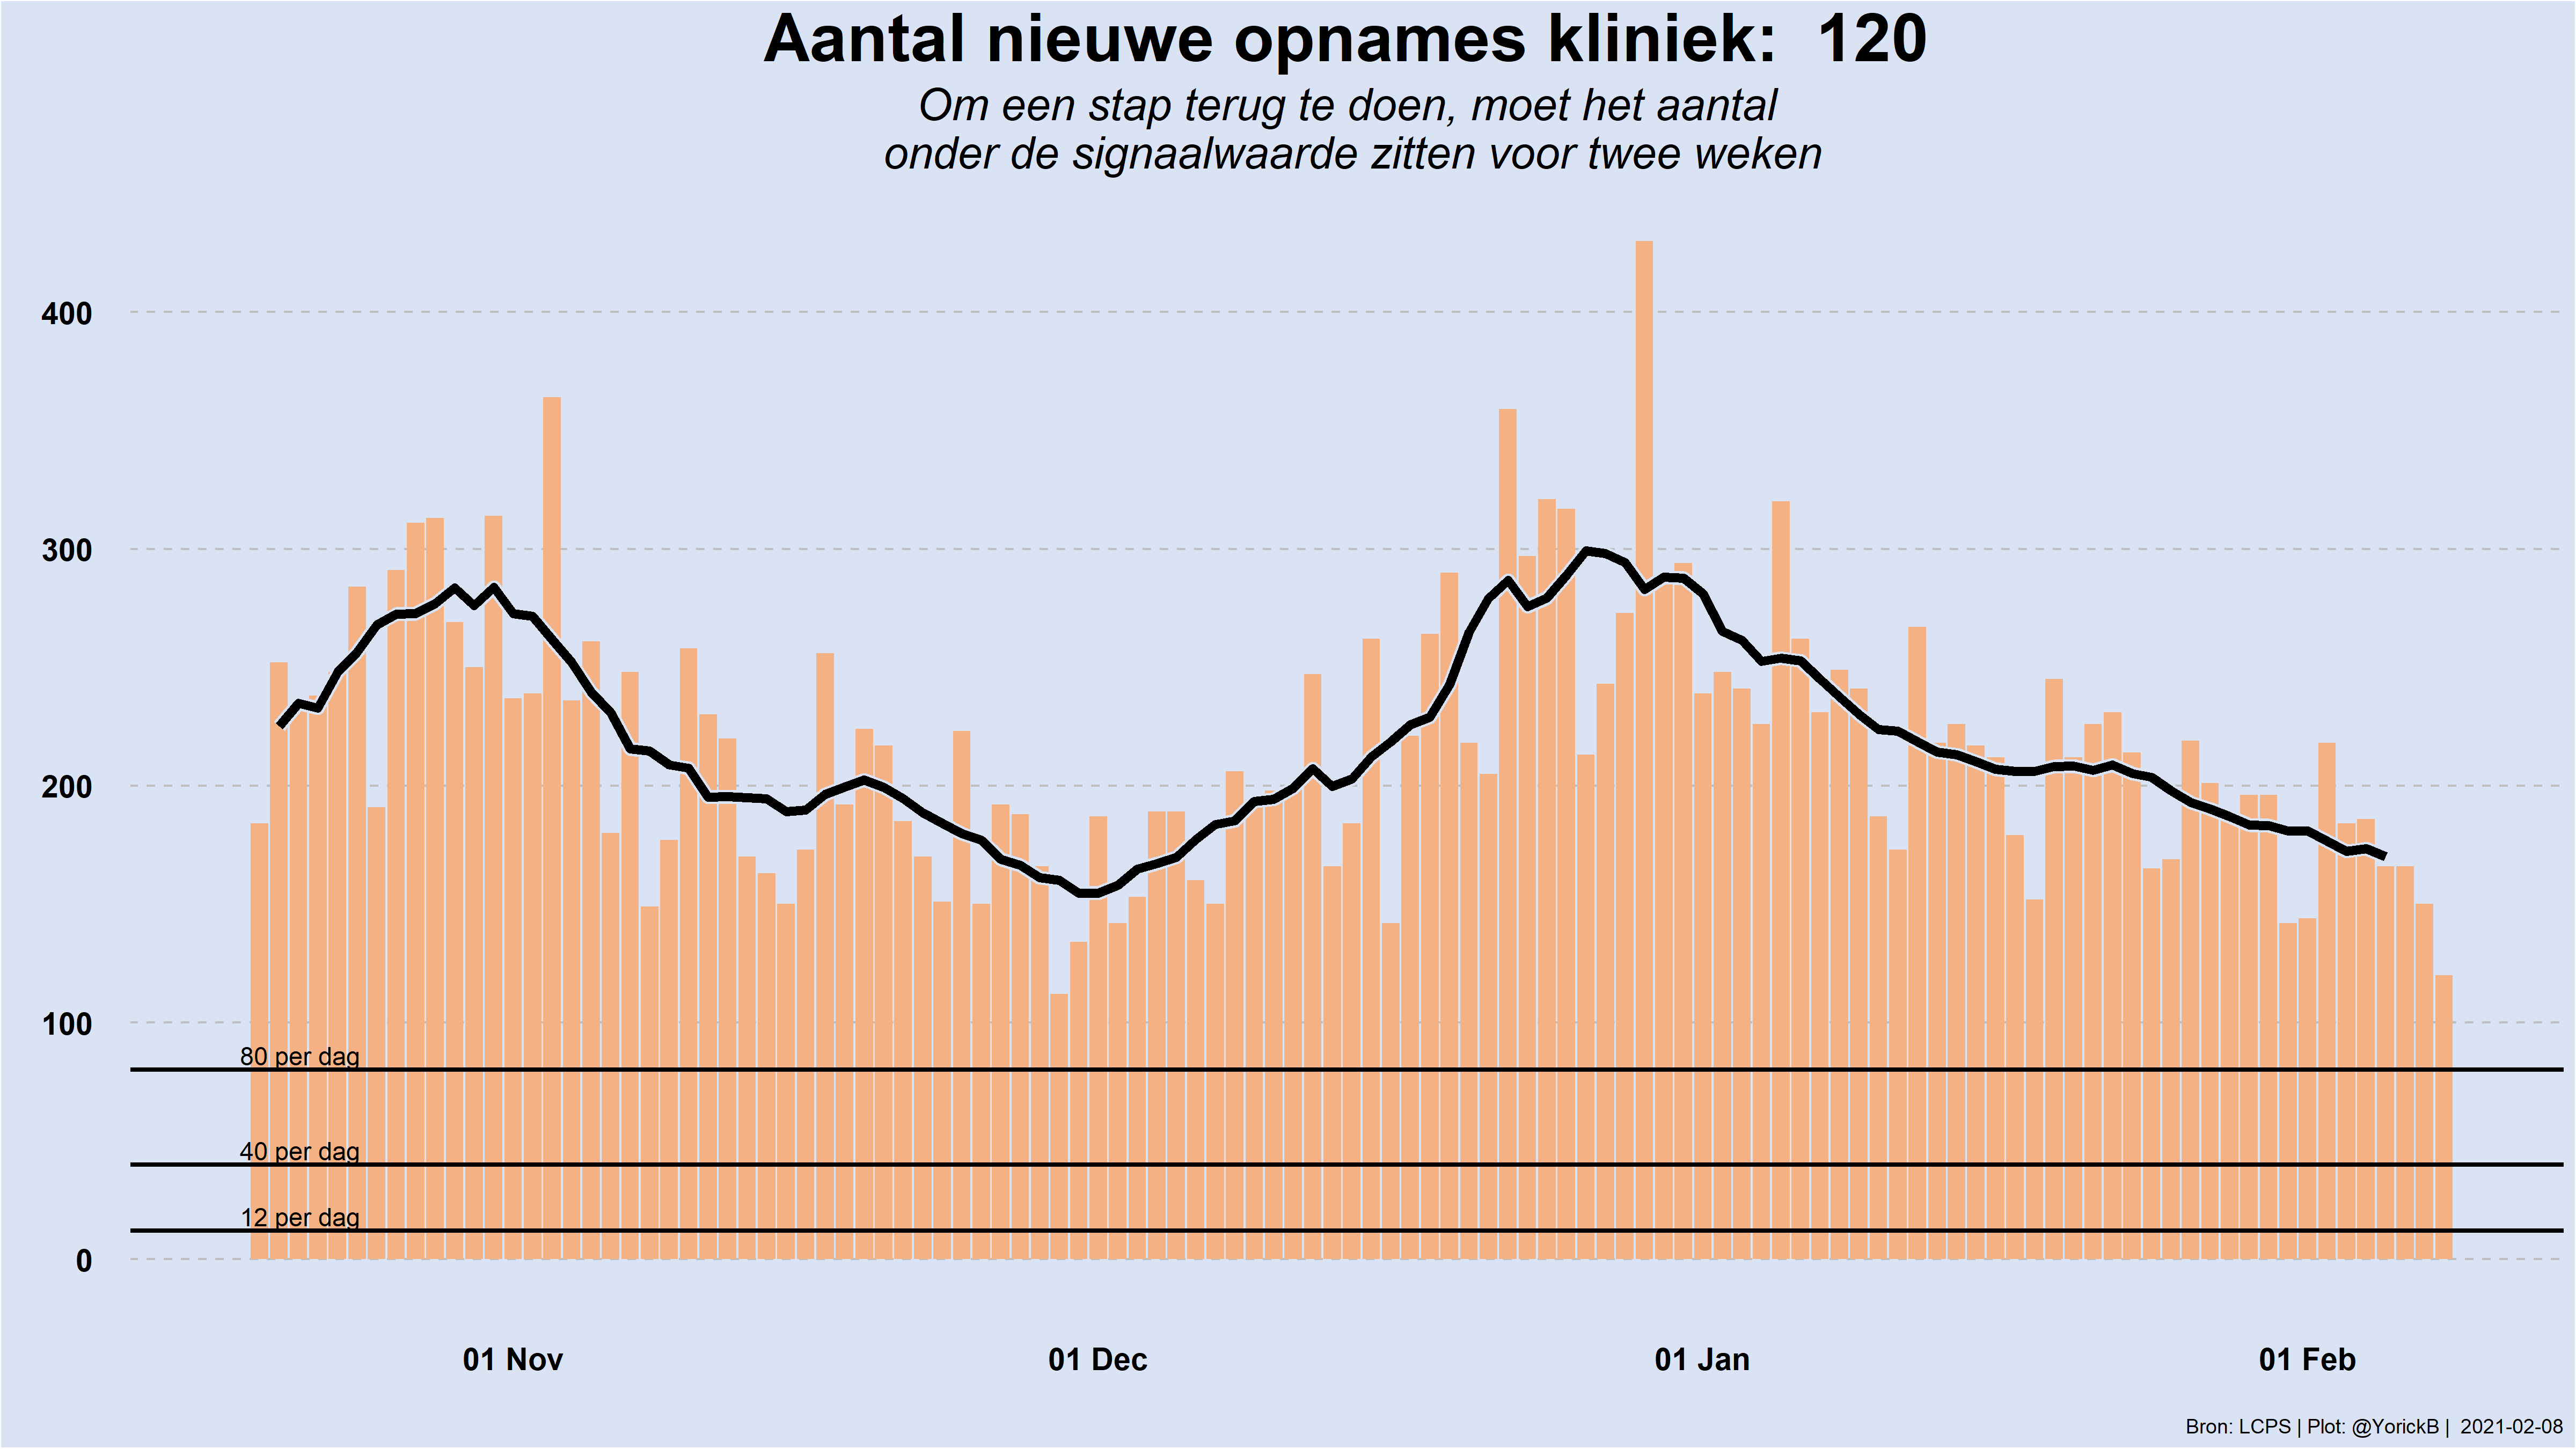 Aantal nieuwe opnames kliniek: 120
Om een stap terug te doen, moet het aantal
onder de signaalwaarde zitten voor twee weken
400
300
200
100
80 per dag
40 per dag
12 per dag
0
01 Nov
01 Dec
01 Jan
01 Feb
Bron: LCPS | Plot: @YorickB | 2021-02-08